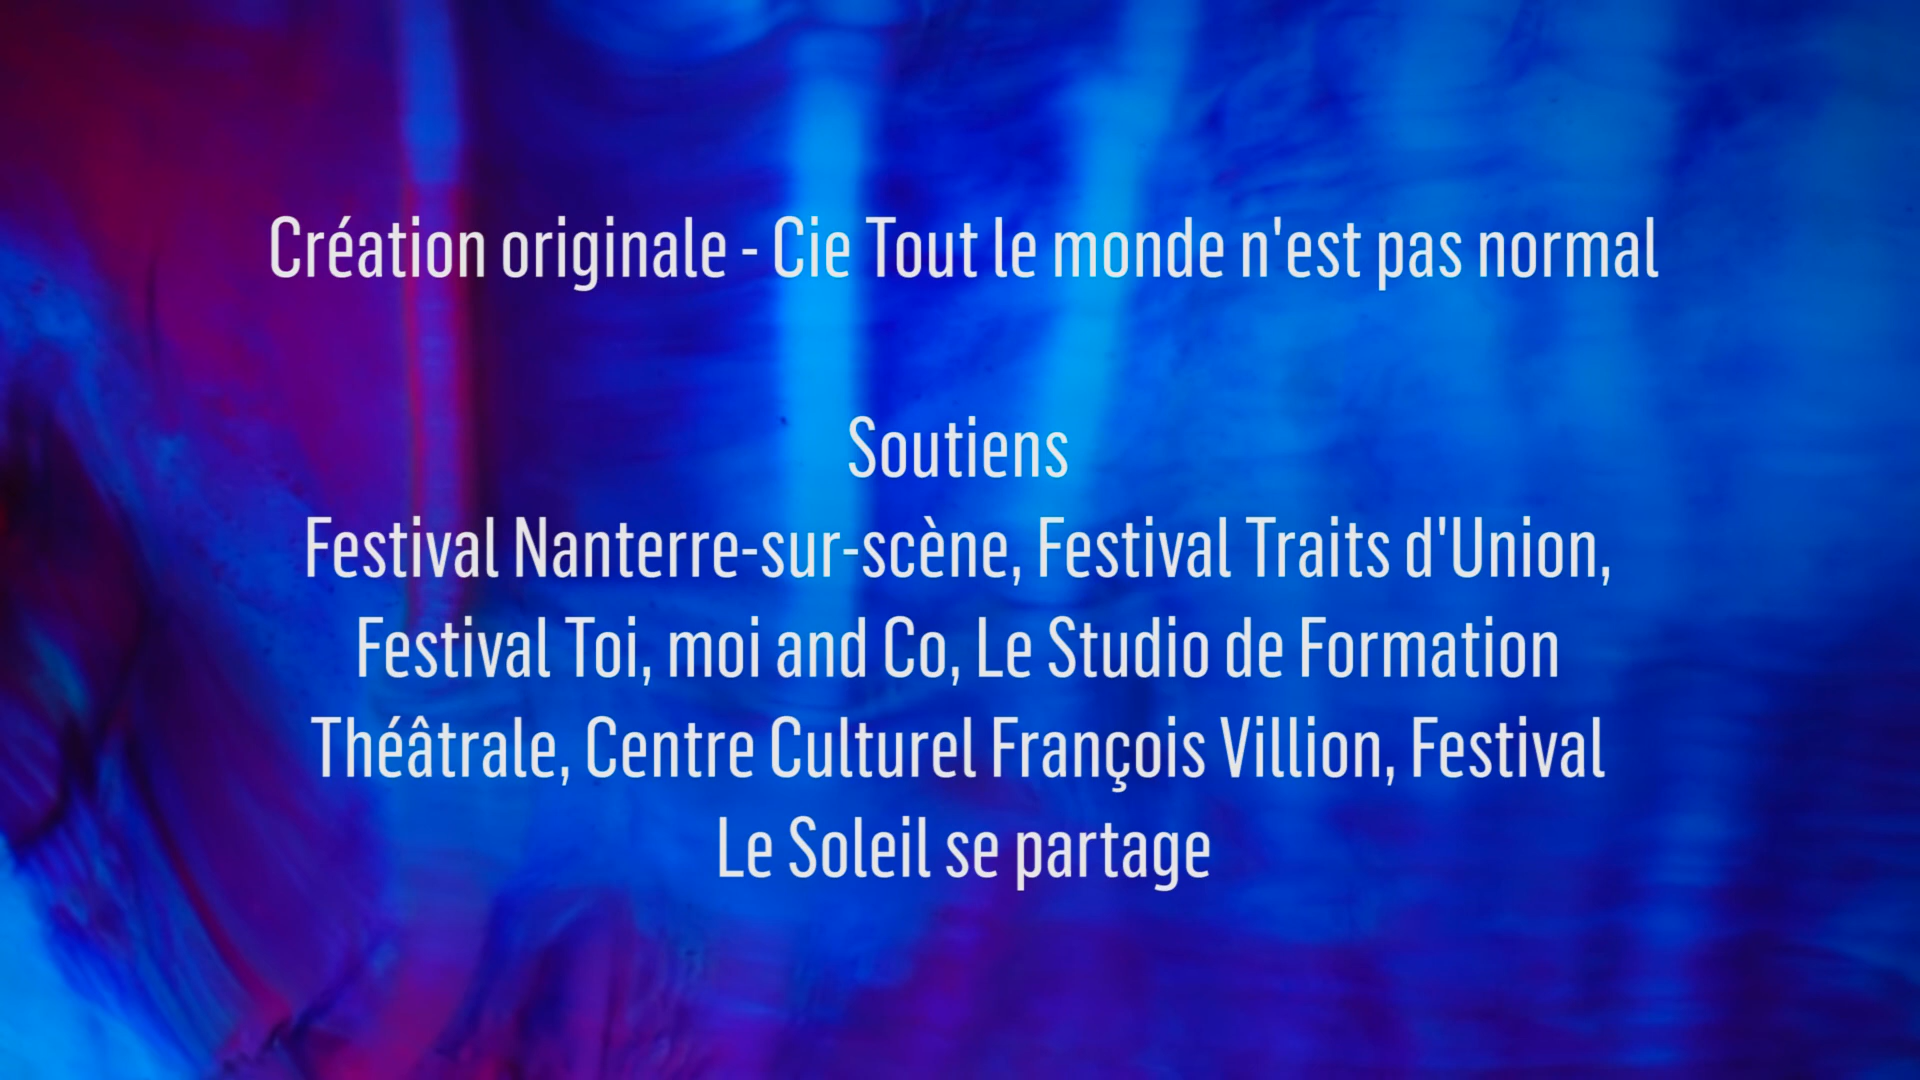 Création originale - Cie Tout le monde n'est pas normal
Soutiens
Festival Nanterre-sur-scène, Festival Traits d'Union,
Festival Toi, moi and Co, Le Studio de Formation
Théâtrale, Centre Culturel François Villion, Festival
Le Soleil se partage